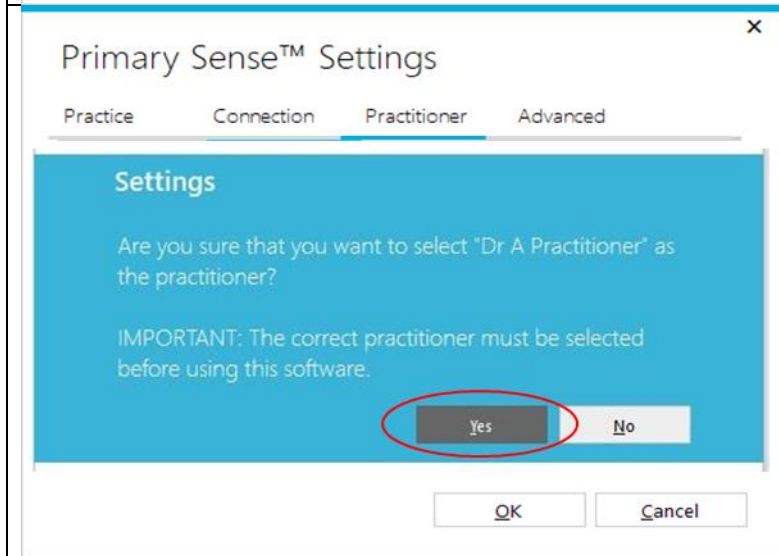 Primary Sense™ Settings
Practice Connection Practitioner Advanced
Settings
Are you sure that you want to select "Dr A Practitioner" as
the practitioner?
IMPORTANT: The correct practitioner must be selected
before using this software.
Yes No
OK Cancel